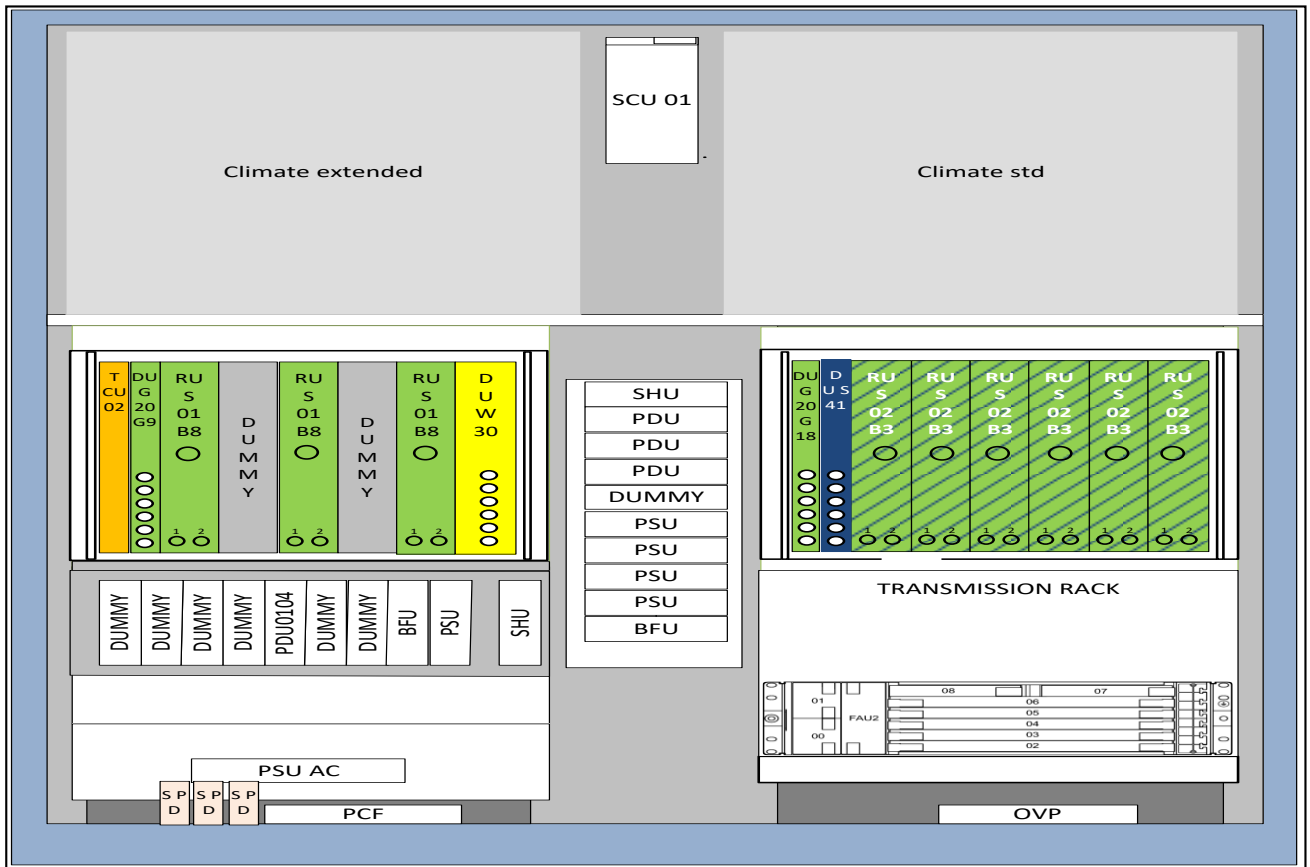 SCU 01
Climate extended
Climate std
T
CU
02
DU
G
20
G9
RU
S
01
B8
1 2
D
U
M
M
Y
RU
S
01
B8
1 2
D
U
M
M
Y
RU
S
01
B8
1 2
D
U
W
30
SHU
PDU
PDU
PDU
DUMMY
PSU
PSU
PSU
PSU
BFU
DU
G
20
G
18
D
U S
41
RU
S
02
B3
1 2
RU
S
02
B3
1 2
RU
S
02
B3
1 2
RU
S
02
B3
1 2
RU
S
02
B3
1 2
RU
S
02
B3
1 2
DUMMY
DUMMY
DUMMY
DUMMY
PDU0104
DUMMY
DUMMY
BFU
PSU
SHU
TRANSMISSION RACK
01
00
FAU2
08 07
06
05
04
03
02
PSU AC
S P
D
S P
D
S P
D
PCF
OVP